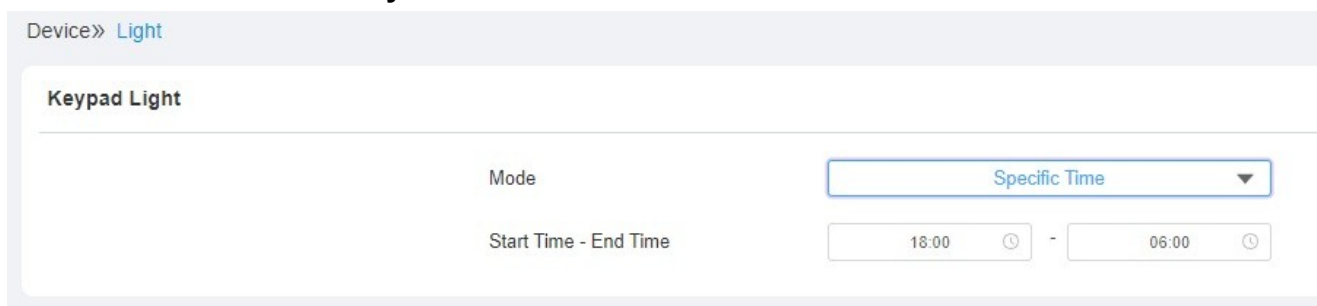 Device» Light
Keypad Light
Mode Specific Time
Start Time - End Time 18:00 - 06:00